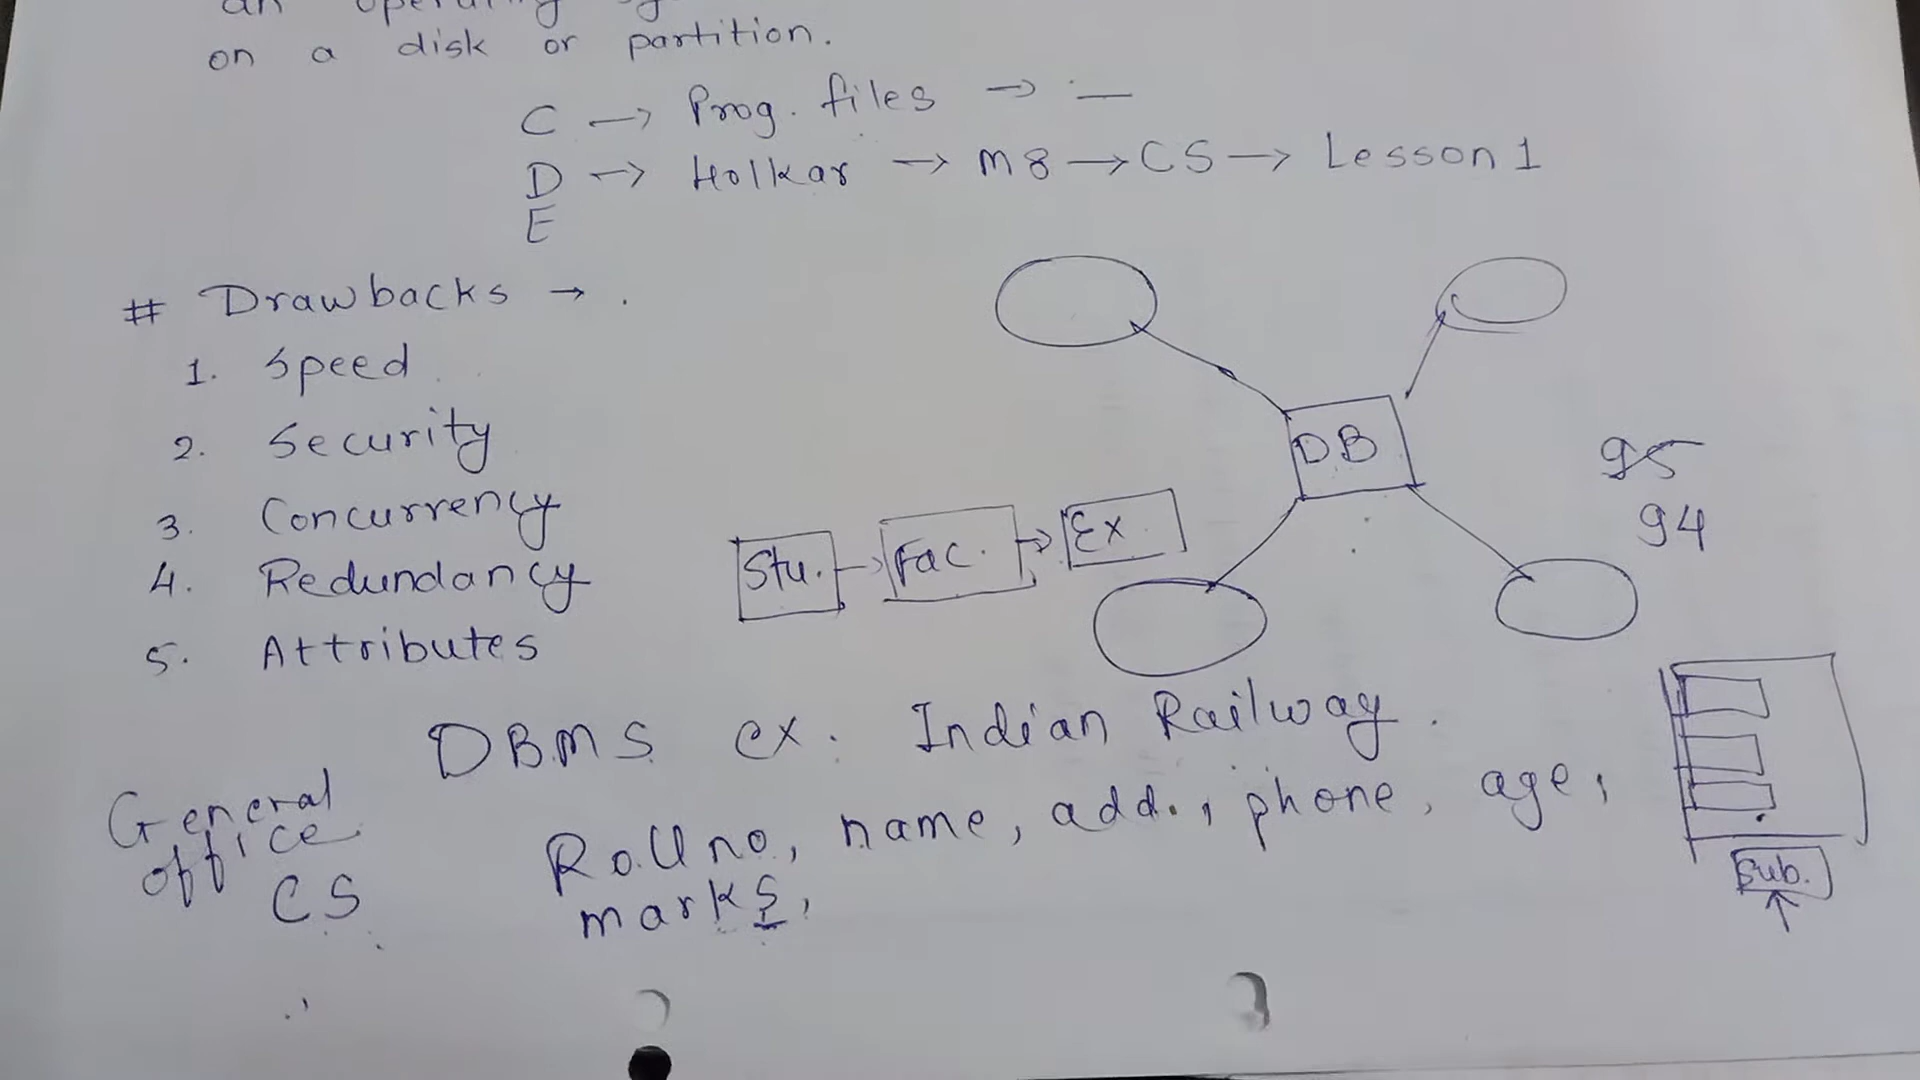 an operating
on a disk or partition.
C → Prog. files → —
D → Holkar → M8 → CS → Lesson 1
E
# Drawbacks → .
1. Speed
2. Security
3. Concurrency
4. Redundancy
5. Attributes
DB
95
94
Stu. → Fac. → Ex.
DBMS ex. Indian Railway.
General
office
CS
Roll no, name, add., phone, age,
marks,
Sub.
↑